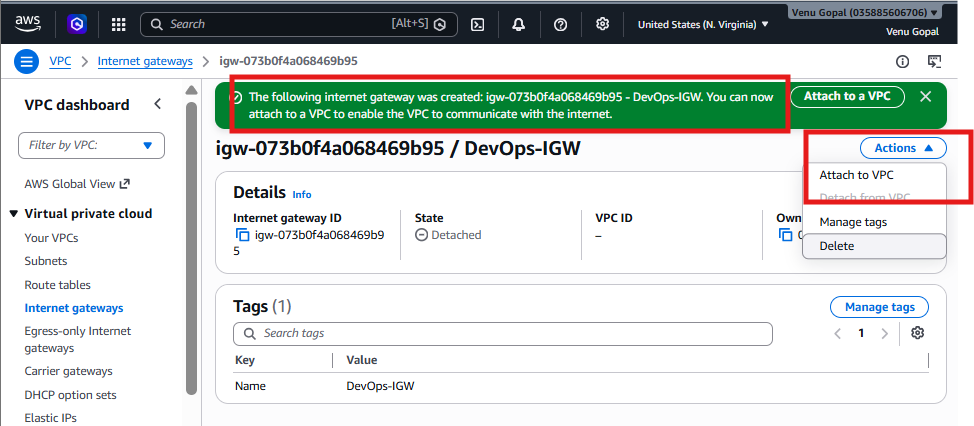 aws
Search
[Alt+S]
United States (N. Virginia)
Venu Gopal (035885606706)
Venu Gopal
VPC
Internet gateways
igw-073b0f4a068469b95
VPC dashboard
Filter by VPC:
AWS Global View
Virtual private cloud
Your VPCs
Subnets
Route tables
Internet gateways
Egress-only Internet
gateways
Carrier gateways
DHCP option sets
Elastic IPs
The following internet gateway was created: igw-073b0f4a068469b95 - DevOps-IGW. You can now
attach to a VPC to enable the VPC to communicate with the internet.
Attach to a VPC
igw-073b0f4a068469b95 / DevOps-IGW
Actions
Attach to VPC
Detach from VPC
Manage tags
Delete
Details
Info
Internet gateway ID
igw-073b0f4a068469b9
5
State
Detached
VPC ID
–
Own
Tags (1)
Manage tags
Search tags
1
Key
Value
Name
DevOps-IGW